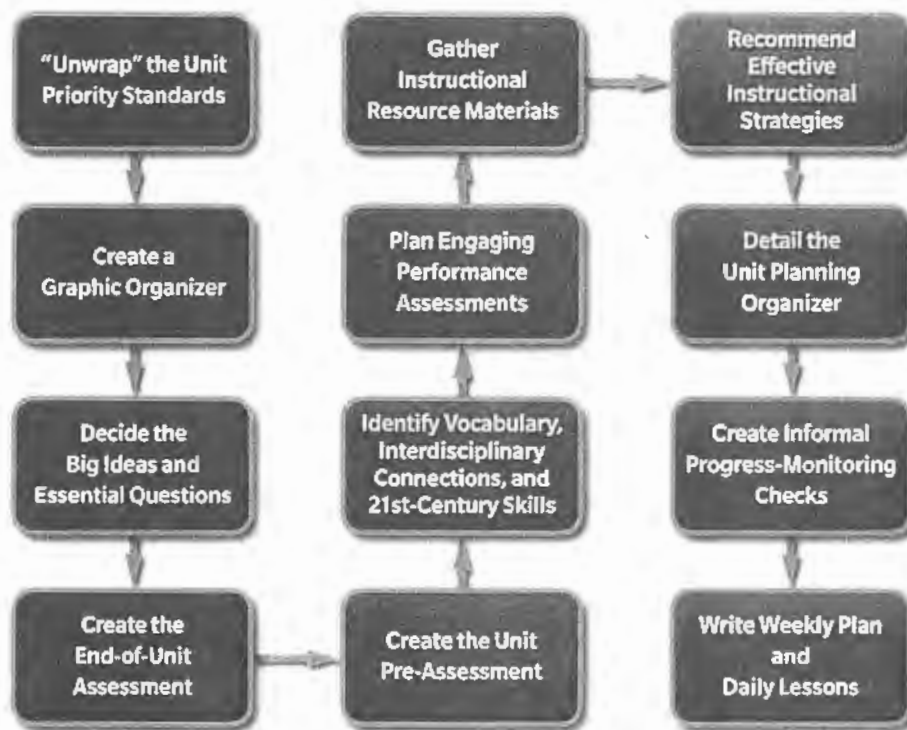 "Unwrap" the Unit
Priority Standards
Create a
Graphic Organizer
Decide the
Big Ideas and
Essential Questions
Create the
End-of-Unit
Assessment
Create the Unit
Pre-Assessment
Identify Vocabulary,
Interdisciplinary
Connections, and
21st-Century Skills
Plan Engaging
Performance
Assessments
Gather
Instructional
Resource Materials
Recommend
Effective
Instructional
Strategies
Detail the
Unit Planning
Organizer
Create Informal
Progress-Monitoring
Checks
Write Weekly Plan
and
Daily Lessons